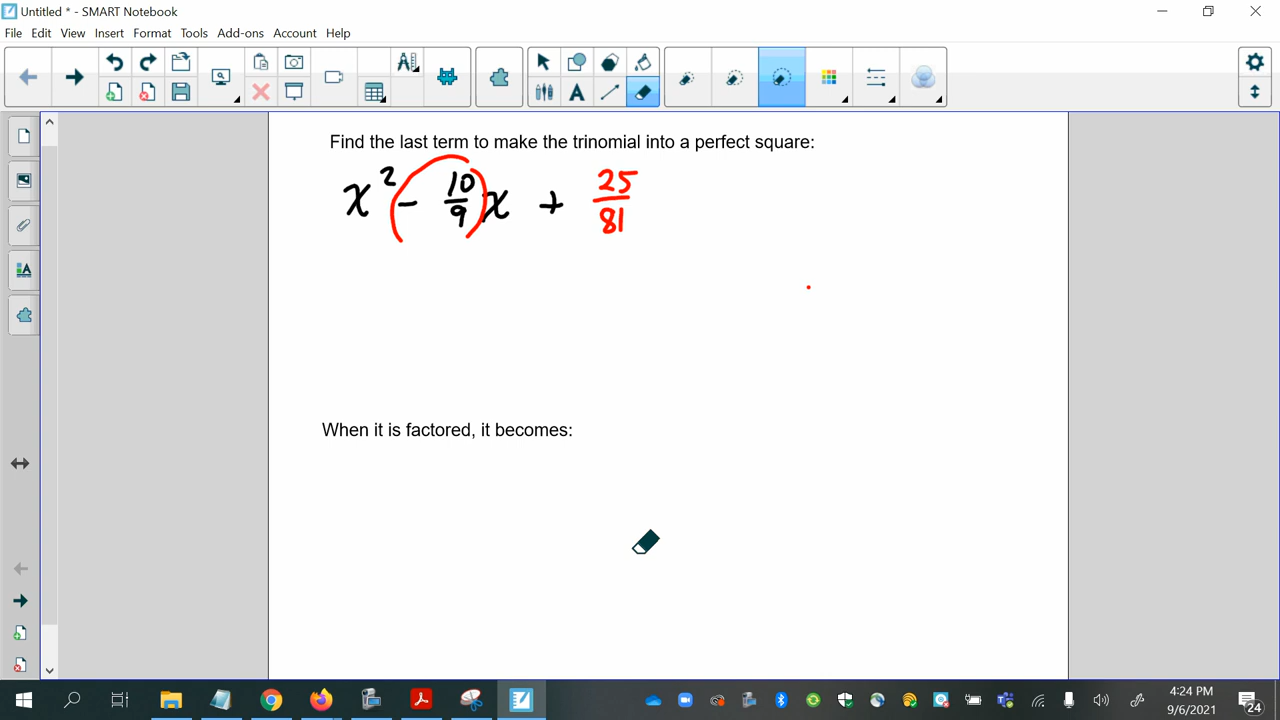 Untitled * - SMART Notebook
File Edit View Insert Format Tools Add-ons Account Help
Find the last term to make the trinomial into a perfect square:
x² - 10/9 x + 25/81
When it is factored, it becomes:
4:24 PM
9/6/2021
24